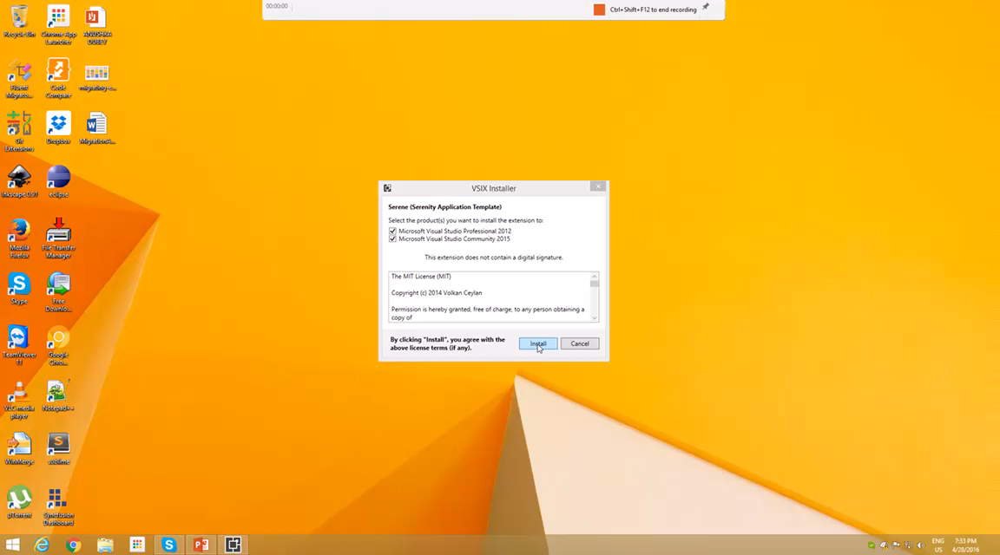 00:00:00
Ctrl+Shift+F12 to end recording
Recycle Bin
Chrome App
Launcher
ANUSHKA
DUBEY
Fluent
Migrato...
Code
Compare
migrating-c...
Git
Extensions
Dropbox
MigrationA...
Inkscape 0.91
eclipse
Mozilla
Firefox
File Transfer
Manager
Skype
Free
Downlo...
TeamViewer
11
Google
Chro...
VLC media
player
Notepad++
WinMerge
sublime
µTorrent
Syncfusion
Dashboard
VSIX Installer
Serene (Serenity Application Template)
Select the product(s) you want to install the extension to:
Microsoft Visual Studio Professional 2012
Microsoft Visual Studio Community 2015
This extension does not contain a digital signature.
The MIT License (MIT)
Copyright (c) 2014 Volkan Ceylan
Permission is hereby granted, free of charge, to any person obtaining a
copy of
By clicking "Install", you agree with the
above license terms (if any).
Install
Cancel
ENG
US
7:33 PM
4/28/2016